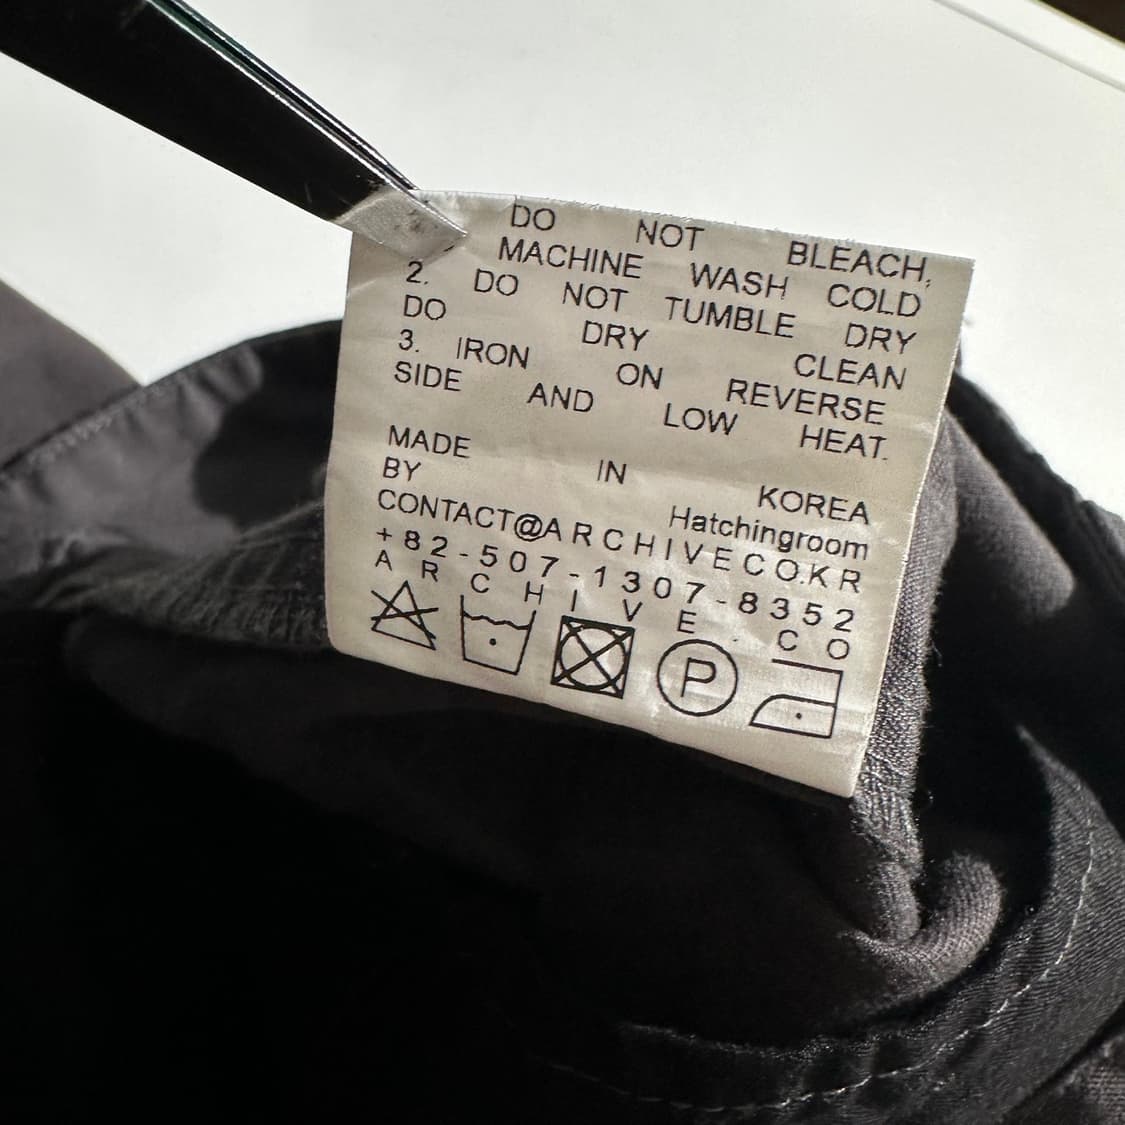 DO NOT BLEACH,
MACHINE WASH COLD
2. DO NOT TUMBLE DRY
DO DRY CLEAN
3. IRON ON REVERSE
SIDE AND LOW HEAT.
MADE IN KOREA
BY Hatchingroom
CONTACT@ARCHIVECO.KR
+82-507-1307-8352
ARCHIVE CO
P